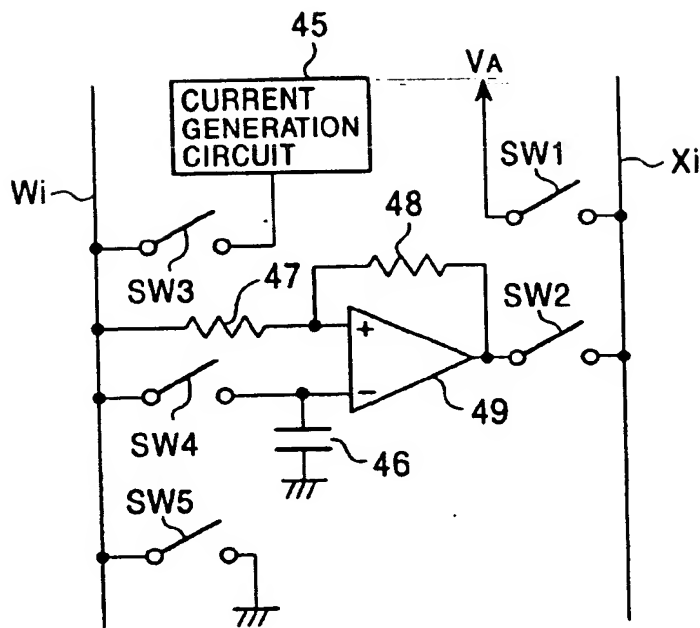 45
CURRENT
GENERATION
CIRCUIT
VA
SW1
Xi
Wi
SW3
48
47
SW2
+
−
49
SW4
46
SW5